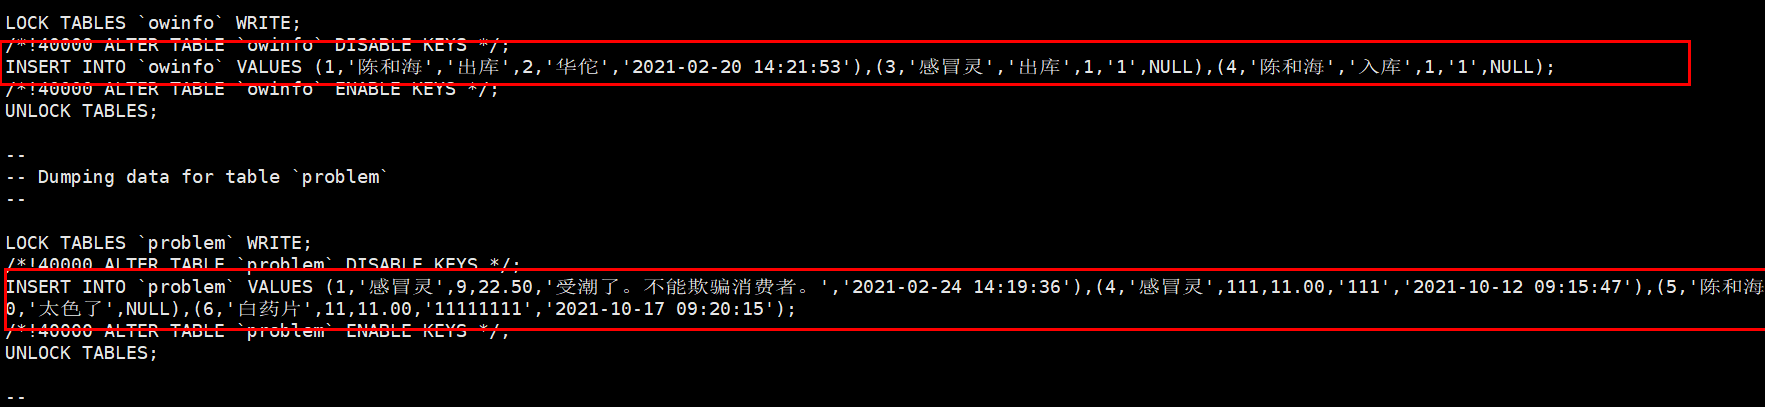 LOCK TABLES `owinfo` WRITE;
/*!40000 ALTER TABLE `owinfo` DISABLE KEYS */;
INSERT INTO `owinfo` VALUES (1,'陈和海','出库',2,'华佗','2021-02-20 14:21:53'),(3,'感冒灵','出库',1,'1',NULL),(4,'陈和海','入库',1,'1',NULL);
/*!40000 ALTER TABLE `owinfo` ENABLE KEYS */;
UNLOCK TABLES;
--
-- Dumping data for table `problem`
--
LOCK TABLES `problem` WRITE;
/*!40000 ALTER TABLE `problem` DISABLE KEYS */;
INSERT INTO `problem` VALUES (1,'感冒灵',9,22.50,'受潮了。不能欺骗消费者。','2021-02-24 14:19:36'),(4,'感冒灵',111,11.00,'111','2021-10-12 09:15:47'),(5,'陈和海
0,'太色了',NULL),(6,'白药片',11,11.00,'11111111','2021-10-17 09:20:15');
/*!40000 ALTER TABLE `problem` ENABLE KEYS */;
UNLOCK TABLES;
--